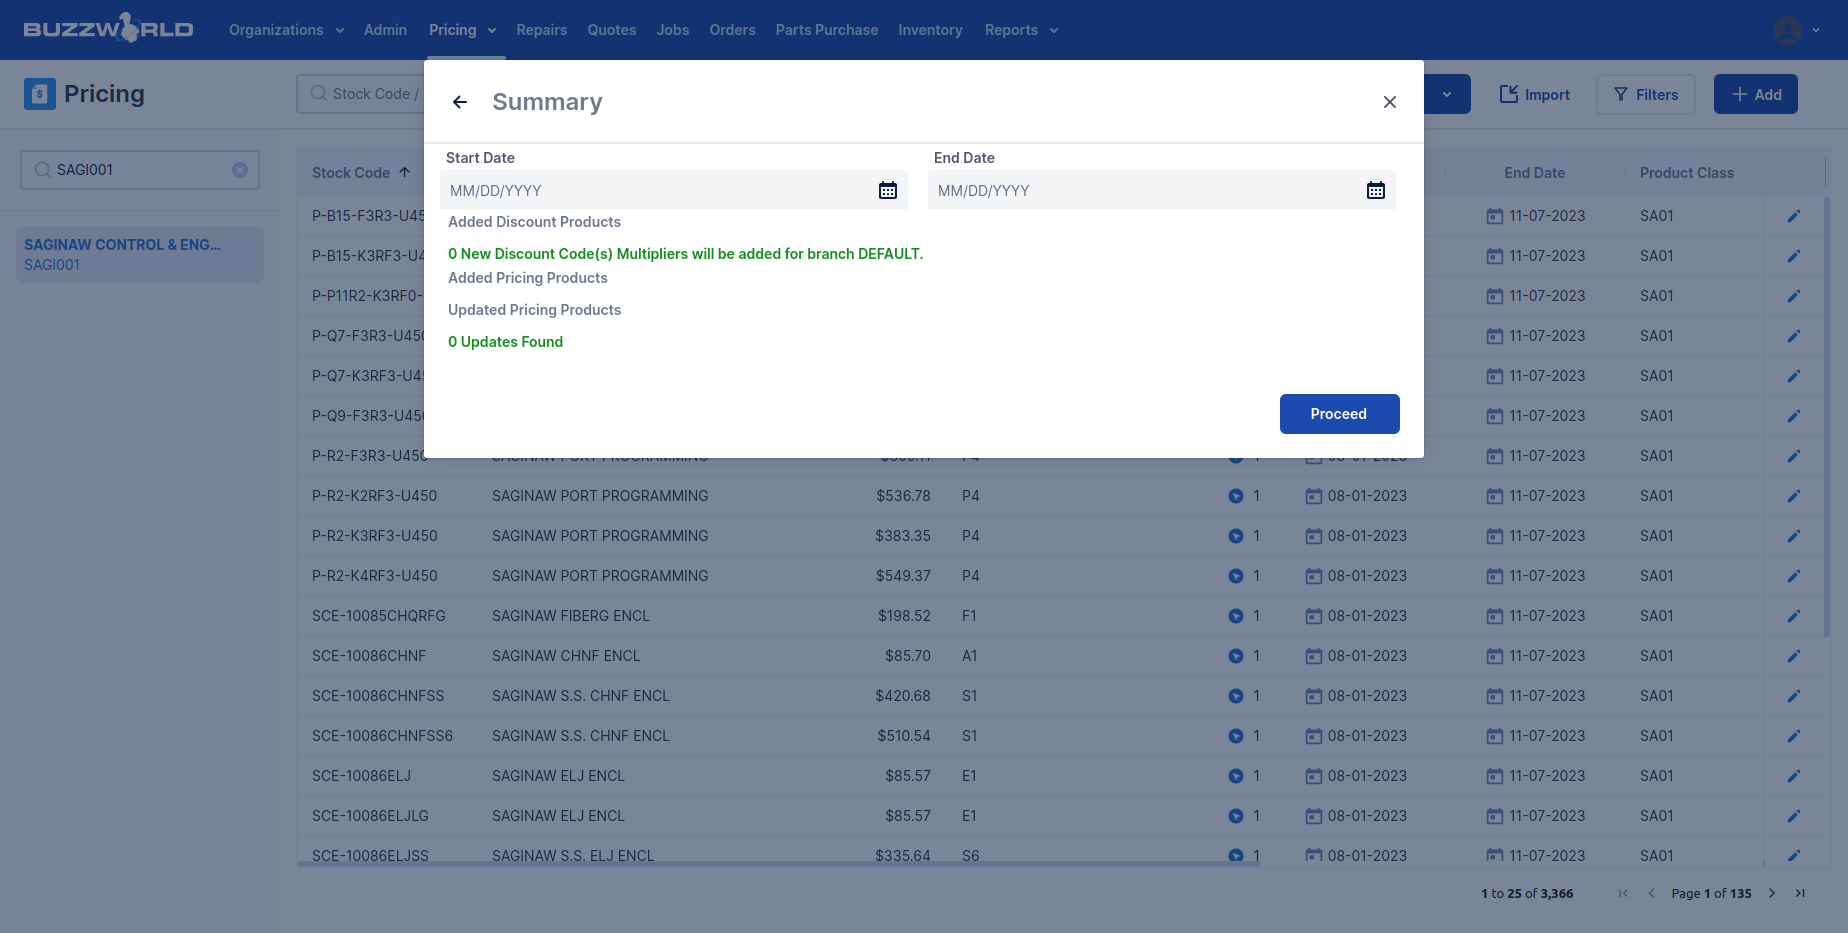 BUZZWORLD
Organizations Admin Pricing Repairs Quotes Jobs Orders Parts Purchase Inventory Reports
Pricing
Stock Code /
Import
Filters
Add
Summary
Start Date
End Date
MM/DD/YYYY
MM/DD/YYYY
Added Discount Products
0 New Discount Code(s) Multipliers will be added for branch DEFAULT.
Added Pricing Products
Updated Pricing Products
0 Updates Found
Proceed
SAGI001
SAGINAW CONTROL & ENG...
SAGI001
Stock Code End Date Product Class
P-B15-F3R3-U45 11-07-2023 SA01
P-B15-K3RF3-U4 11-07-2023 SA01
P-P11R2-K3RF0- 11-07-2023 SA01
P-Q7-F3R3-U450 11-07-2023 SA01
P-Q7-K3RF3-U45 11-07-2023 SA01
P-Q9-F3R3-U450 11-07-2023 SA01
P-R2-F3R3-U450 SAGINAW PORT PROGRAMMING P4 1 08-01-2023 11-07-2023 SA01
P-R2-K2RF3-U450 SAGINAW PORT PROGRAMMING $536.78 P4 1 08-01-2023 11-07-2023 SA01
P-R2-K3RF3-U450 SAGINAW PORT PROGRAMMING $383.35 P4 1 08-01-2023 11-07-2023 SA01
P-R2-K4RF3-U450 SAGINAW PORT PROGRAMMING $549.37 P4 1 08-01-2023 11-07-2023 SA01
SCE-10085CHQRFG SAGINAW FIBERG ENCL $198.52 F1 1 08-01-2023 11-07-2023 SA01
SCE-10086CHNF SAGINAW CHNF ENCL $85.70 A1 1 08-01-2023 11-07-2023 SA01
SCE-10086CHNFSS SAGINAW S.S. CHNF ENCL $420.68 S1 1 08-01-2023 11-07-2023 SA01
SCE-10086CHNFSS6 SAGINAW S.S. CHNF ENCL $510.54 S1 1 08-01-2023 11-07-2023 SA01
SCE-10086ELJ SAGINAW ELJ ENCL $85.57 E1 1 08-01-2023 11-07-2023 SA01
SCE-10086ELJLG SAGINAW ELJ ENCL $85.57 E1 1 08-01-2023 11-07-2023 SA01
SCE-10086ELJSS SAGINAW S.S. ELJ ENCL $335.64 S6 1 08-01-2023 11-07-2023 SA01
1 to 25 of 3,366 Page 1 of 135